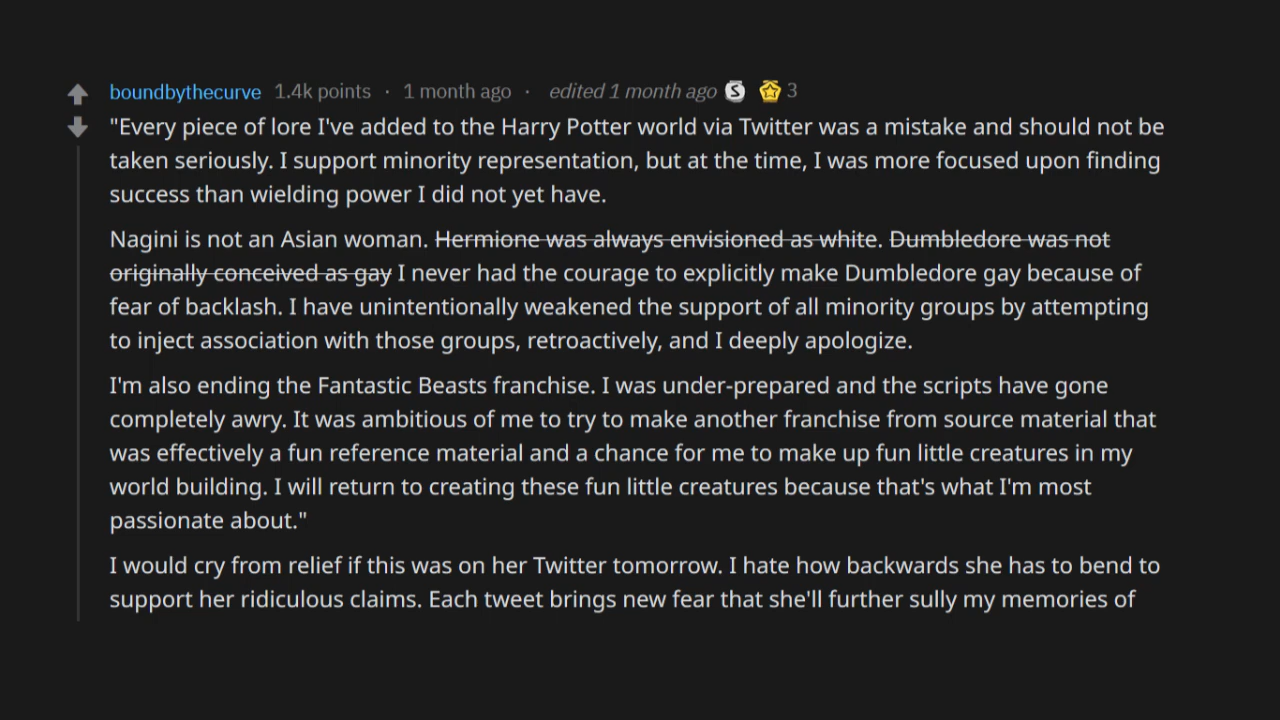 boundbythecurve 1.4k points · 1 month ago · edited 1 month ago S 3
"Every piece of lore I've added to the Harry Potter world via Twitter was a mistake and should not be
taken seriously. I support minority representation, but at the time, I was more focused upon finding
success than wielding power I did not yet have.
Nagini is not an Asian woman. Hermione was always envisioned as white. Dumbledore was not
originally conceived as gay I never had the courage to explicitly make Dumbledore gay because of
fear of backlash. I have unintentionally weakened the support of all minority groups by attempting
to inject association with those groups, retroactively, and I deeply apologize.
I'm also ending the Fantastic Beasts franchise. I was under-prepared and the scripts have gone
completely awry. It was ambitious of me to try to make another franchise from source material that
was effectively a fun reference material and a chance for me to make up fun little creatures in my
world building. I will return to creating these fun little creatures because that's what I'm most
passionate about."
I would cry from relief if this was on her Twitter tomorrow. I hate how backwards she has to bend to
support her ridiculous claims. Each tweet brings new fear that she'll further sully my memories of